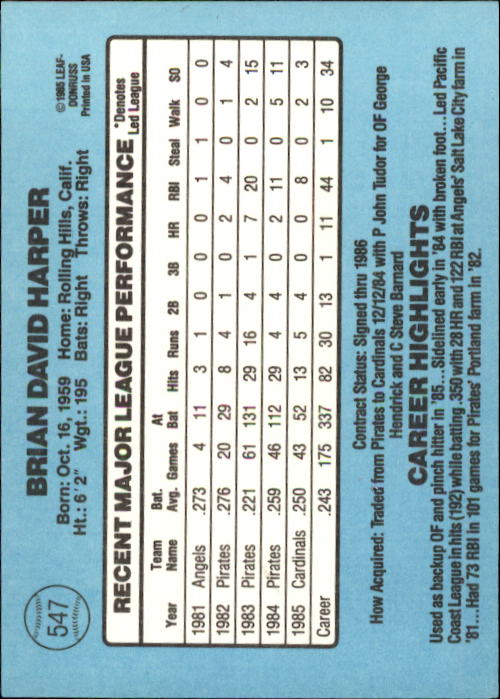 547
BRIAN DAVID HARPER
Born: Oct. 16, 1959 Home: Rolling Hills, Calif.
Ht.: 6' 2" Wgt.: 195 Bats: Right Throws: Right
© 1985 LEAF-
DONRUSS
Printed in USA
RECENT MAJOR LEAGUE PERFORMANCE *Denotes Led League
Year Team Name Bat. Avg. Games At Bat Hits Runs 2B 3B HR RBI Steal Walk SO
1981 Angels .273 4 11 3 1 0 0 0 1 1 0 0
1982 Pirates .276 20 29 8 4 1 0 2 4 0 1 4
1983 Pirates .221 61 131 29 16 4 1 7 20 0 2 15
1984 Pirates .259 46 112 29 4 4 0 2 11 0 5 11
1985 Cardinals .250 43 52 13 5 4 0 0 8 0 2 3
Career .243 175 337 82 30 13 1 11 44 1 10 34
Contract Status: Signed thru 1986
How Acquired: Traded from Pirates to Cardinals 12/12/84 with P John Tudor for OF George
Hendrick and C Steve Barnard
CAREER HIGHLIGHTS
Used as backup OF and pinch hitter in '85...Sidelined early in '84 with broken foot...Led Pacific
Coast League in hits (192) while batting .350 with 28 HR and 122 RBI at Angels' Salt Lake City farm in
'81...Had 73 RBI in 101 games for Pirates' Portland farm in '82.